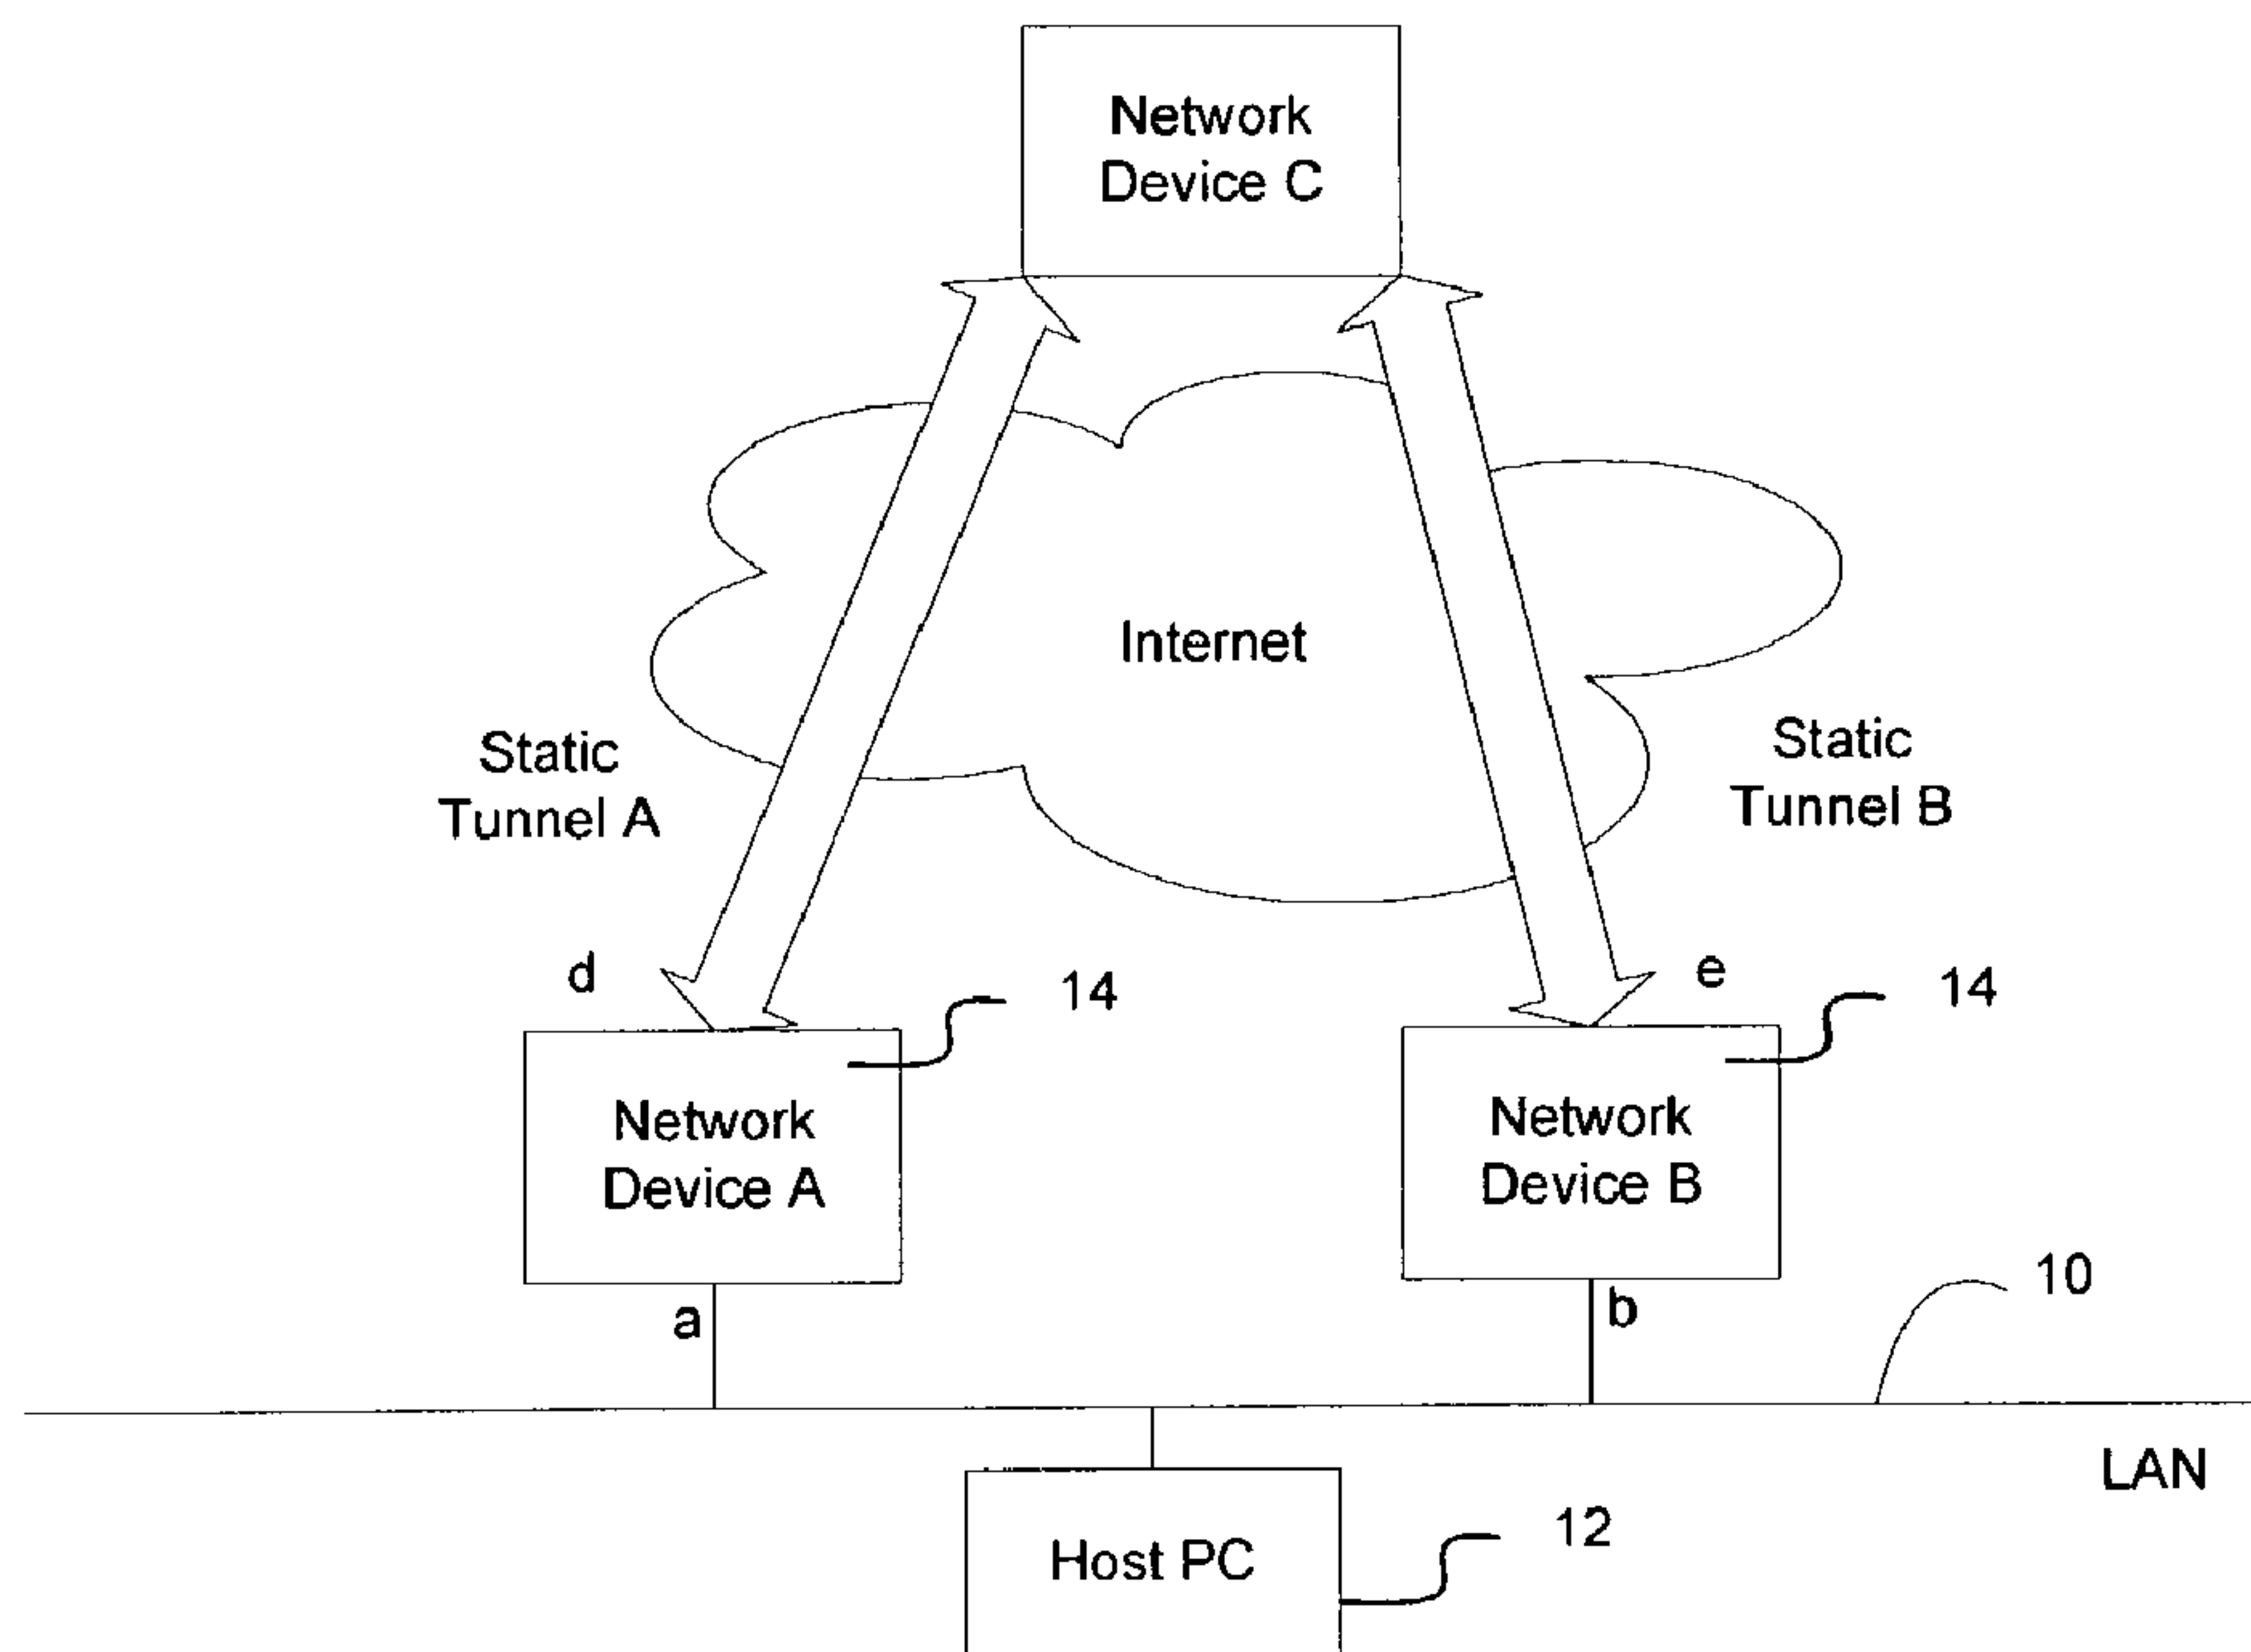 Network
Device C
Internet
Static
Tunnel A
Static
Tunnel B
d
14
e
14
Network
Device A
Network
Device B
a
b
10
LAN
Host PC
12